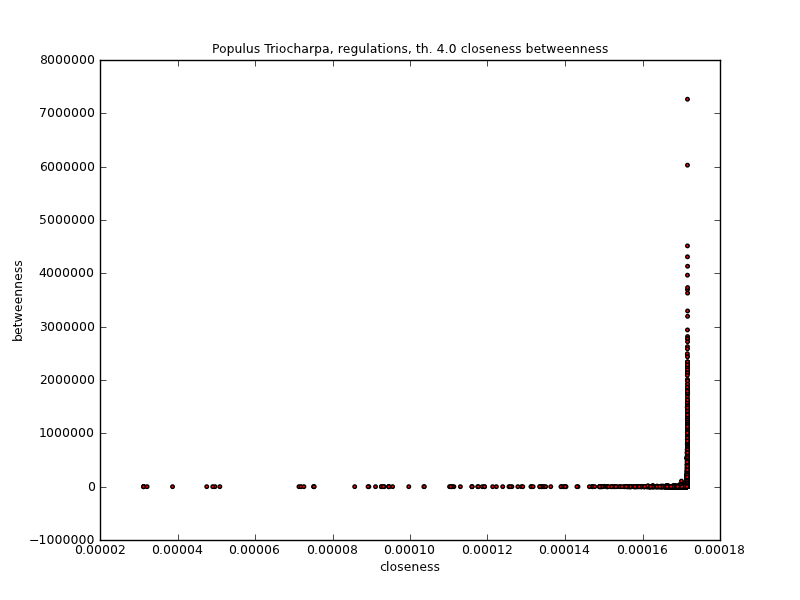 Populus Triocharpa, regulations, th. 4.0 closeness betweenness
8000000
7000000
6000000
5000000
4000000
3000000
2000000
1000000
0
−1000000
betweenness
0.00002 0.00004 0.00006 0.00008 0.00010 0.00012 0.00014 0.00016 0.00018
closeness